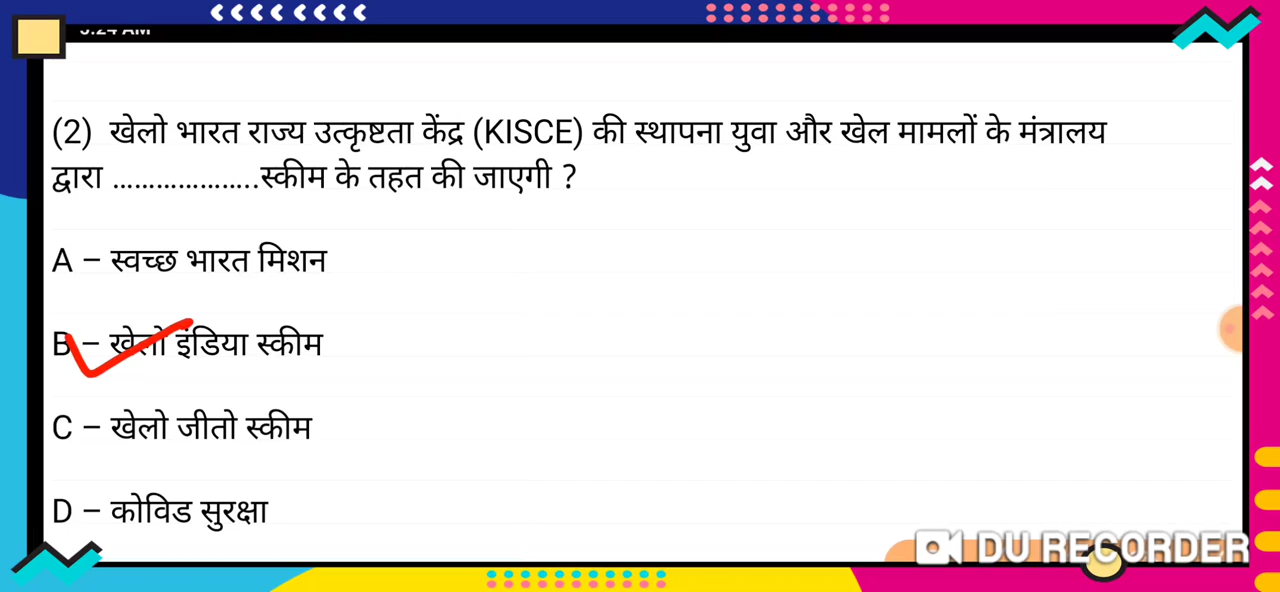 (2) खेलो भारत राज्य उत्कृष्टता केंद्र (KISCE) की स्थापना युवा और खेल मामलों के मंत्रालय
द्वारा ………………..स्कीम के तहत की जाएगी ?
A – स्वच्छ भारत मिशन
B – खेलो इंडिया स्कीम
C – खेलो जीतो स्कीम
D – कोविड सुरक्षा
DU RECORDER